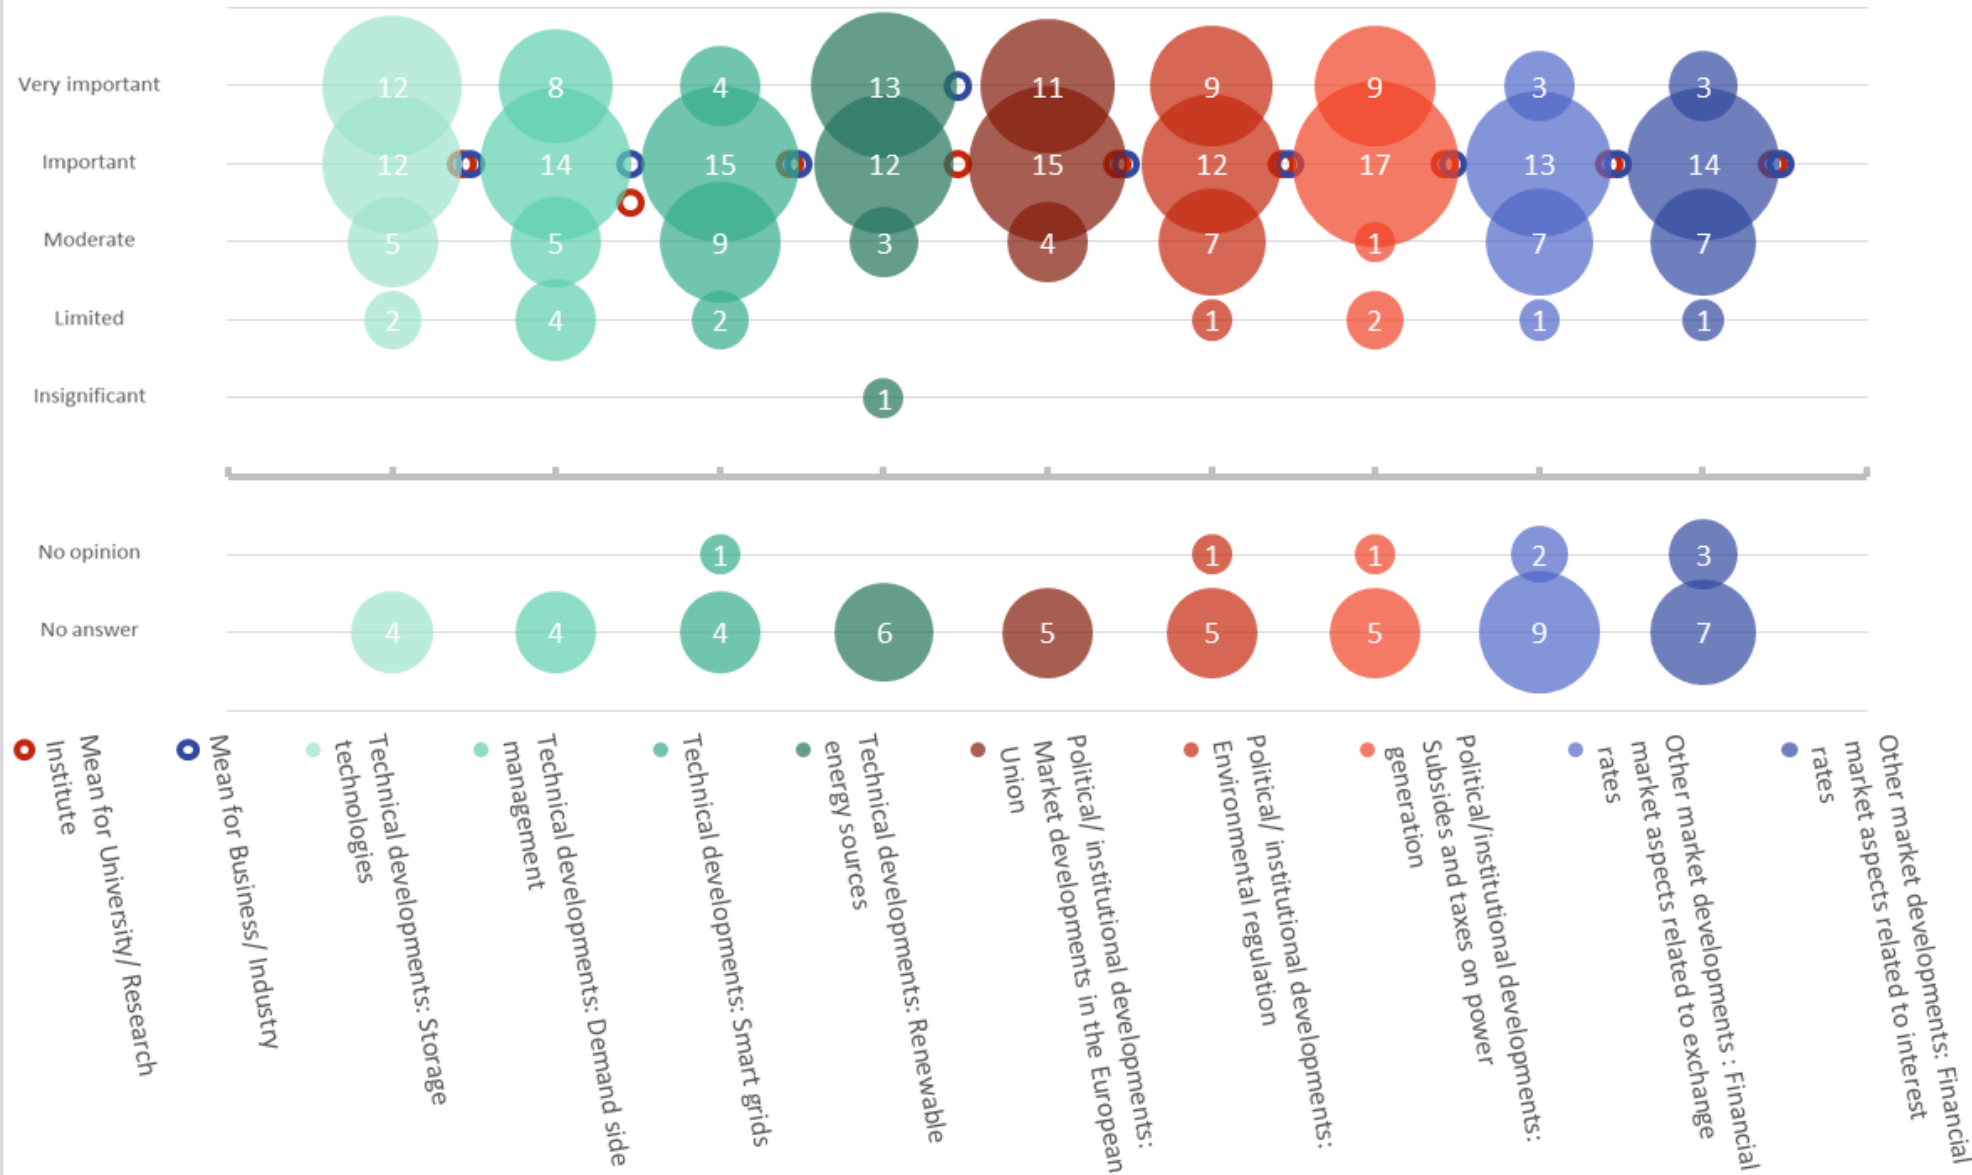 Very important
12
8
4
13
11
9
9
3
3
Important
12
14
15
12
15
12
17
13
14
Moderate
5
5
9
3
4
7
1
7
7
Limited
2
4
2
1
2
1
1
Insignificant
1
No opinion
1
1
1
2
3
No answer
4
4
4
6
5
5
5
9
7
Mean for University/ Research
Institute
Mean for Business/ Industry
Technical developments: Storage
technologies
Technical developments: Demand side
management
Technical developments: Smart grids
Technical developments: Renewable
energy sources
Political/ institutional developments:
Market developments in the European
Union
Political/ institutional developments:
Environmental regulation
Political/institutional developments:
Subsides and taxes on power
generation
Other market developments : Financial
market aspects related to exchange
rates
Other market developments: Financial
market aspects related to interest
rates